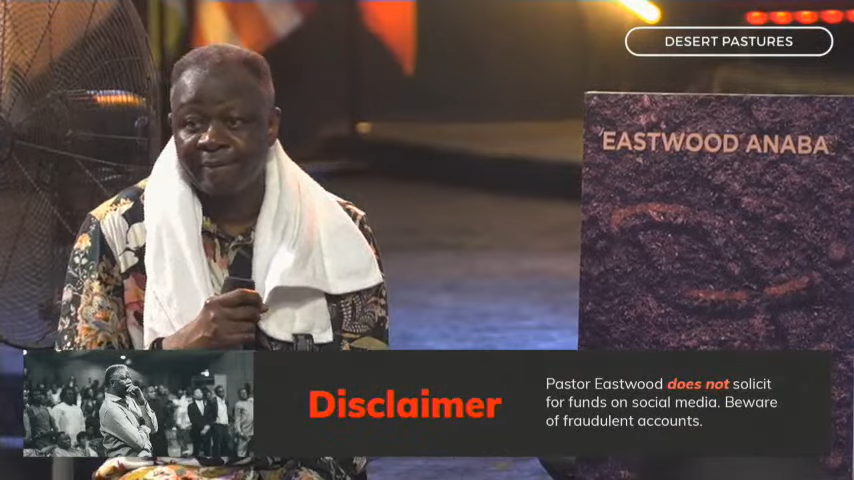 DESERT PASTURES
EASTWOOD ANABA
Disclaimer
Pastor Eastwood does not solicit
for funds on social media. Beware
of fraudulent accounts.